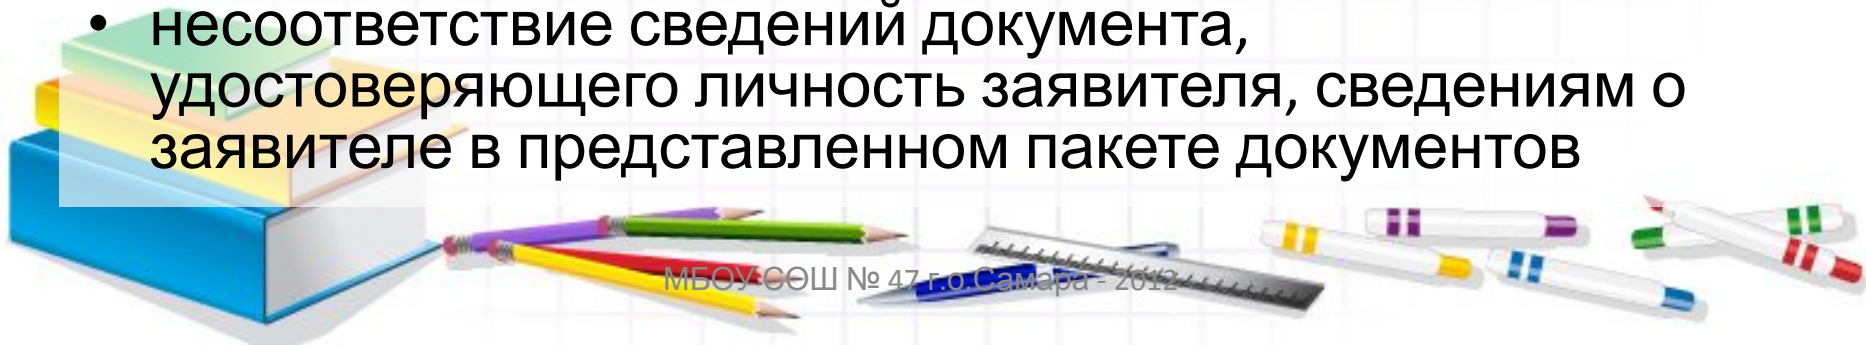 • несоответствие сведений документа,
удостоверяющего личность заявителя, сведениям о
заявителе в представленном пакете документов
МБОУ СОШ № 47 г.о.Самара - 2012